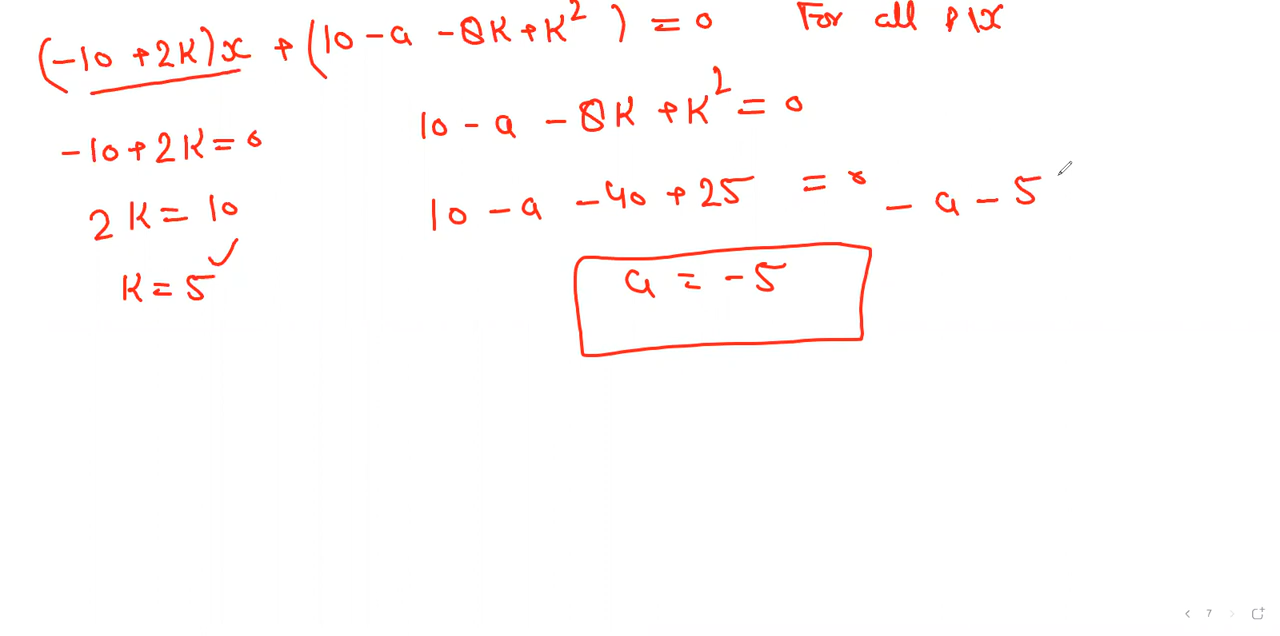 (-10 + 2K)x + (10 - a - 8K + K²) = 0 For all
-10 + 2K = 0
2K = 10
K = 5 ✓
10 - a - 8K + K² = 0
10 - a - 40 + 25 = 0
- a - 5
a = -5
7